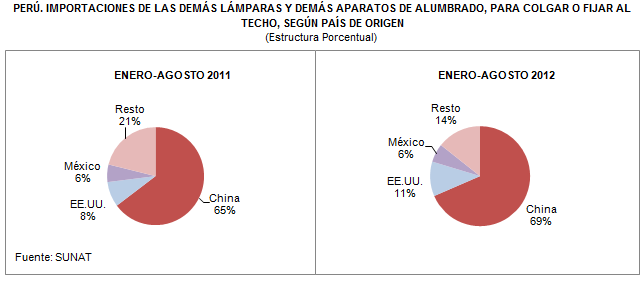 PERÚ. IMPORTACIONES DE LAS DEMÁS LÁMPARAS Y DEMÁS APARATOS DE ALUMBRADO, PARA COLGAR O FIJAR AL
TECHO, SEGÚN PAÍS DE ORIGEN
(Estructura Porcentual)
ENERO-AGOSTO 2011
Resto
21%
México
6%
EE.UU.
8%
China
65%
Fuente: SUNAT
ENERO-AGOSTO 2012
Resto
14%
México
6%
EE.UU.
11%
China
69%